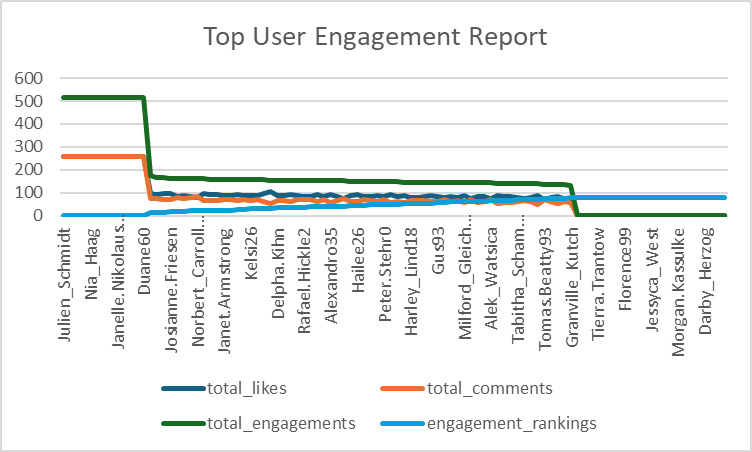 Top User Engagement Report
600
500
400
300
200
100
0
Julien_Schmidt
Nia_Haag
Janelle.Nikolaus...
Duane60
Josianne.Friesen
Norbert_Carroll...
Janet.Armstrong
Kelsi26
Delpha.Kihn
Rafael.Hickle2
Alexandro35
Hailee26
Peter.Stehr0
Harley_Lind18
Gus93
Milford_Gleich...
Alek_Watsica
Tabitha_Scham...
Tomas.Beatty93
Granville_Kutch
Tierra.Trantow
Florence99
Jessyca_West
Morgan.Kassulke
Darby_Herzog
total_likes
total_comments
total_engagements
engagement_rankings